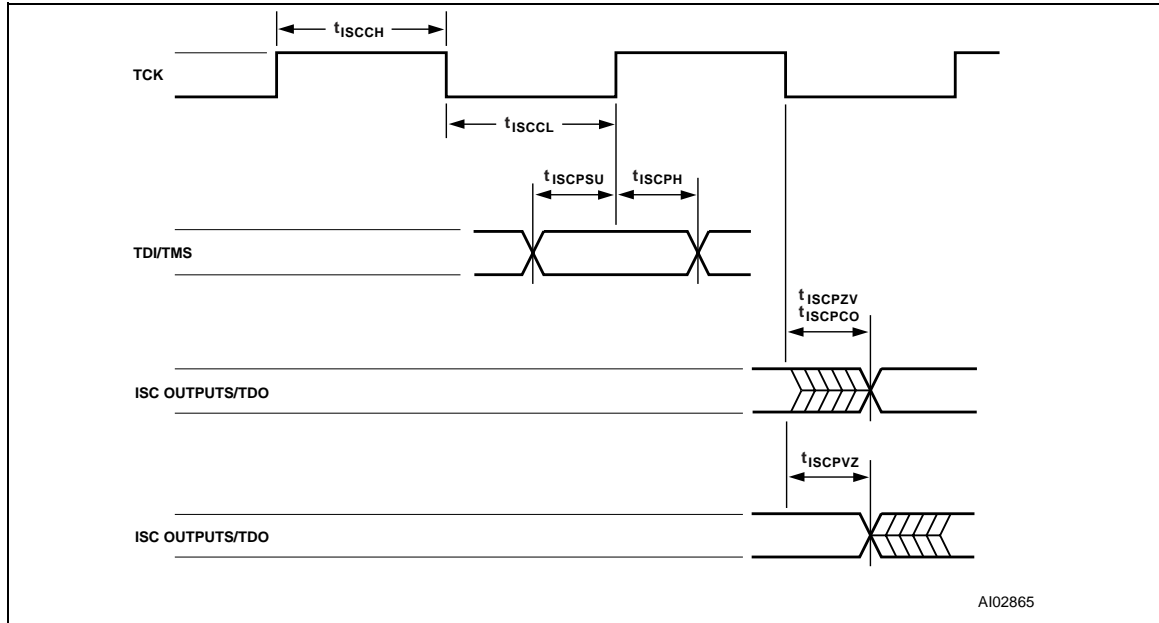 tISCCH
TCK
tISCCL
tISCPSU
tISCPH
TDI/TMS
tISCPZV
tISCPCO
ISC OUTPUTS/TDO
tISCPVZ
ISC OUTPUTS/TDO
AI02865